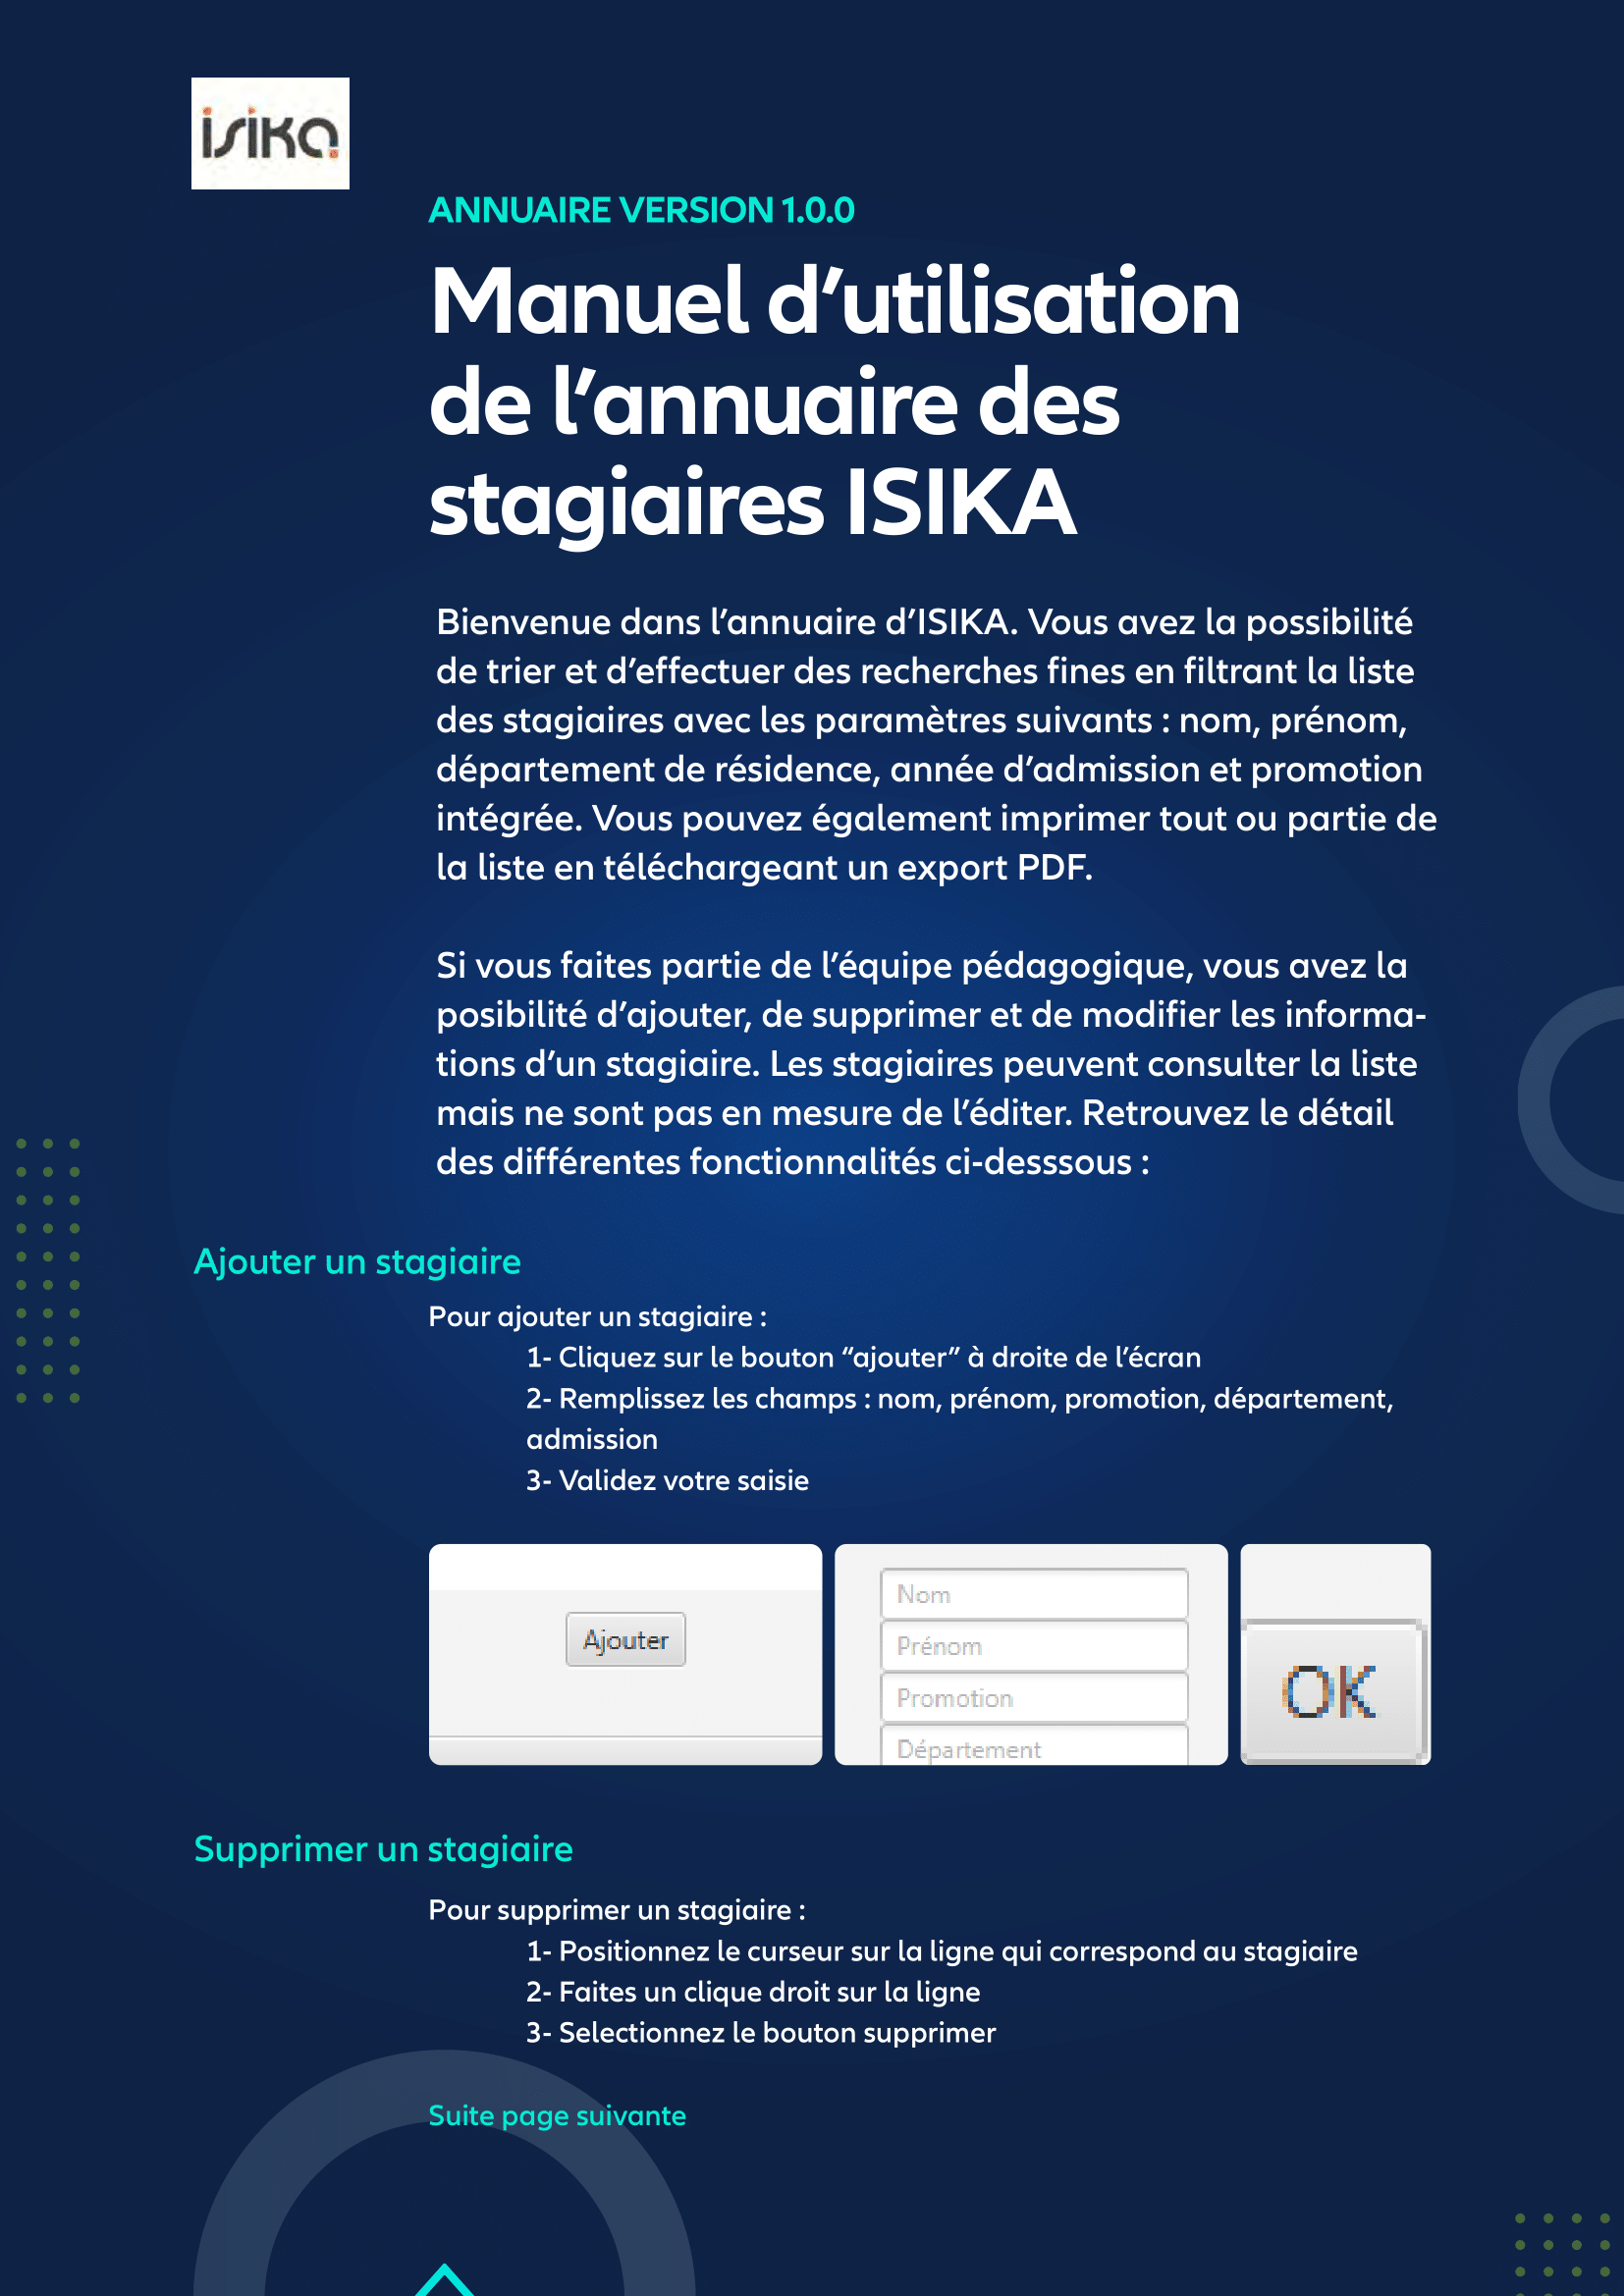 isika
ANNUAIRE VERSION 1.0.0
Manuel d’utilisation
de l’annuaire des
stagiaires ISIKA
Bienvenue dans l’annuaire d’ISIKA. Vous avez la possibilité
de trier et d’effectuer des recherches fines en filtrant la liste
des stagiaires avec les paramètres suivants : nom, prénom,
département de résidence, année d’admission et promotion
intégrée. Vous pouvez également imprimer tout ou partie de
la liste en téléchargeant un export PDF.
Si vous faites partie de l’équipe pédagogique, vous avez la
posibilité d’ajouter, de supprimer et de modifier les informa-
tions d’un stagiaire. Les stagiaires peuvent consulter la liste
mais ne sont pas en mesure de l’éditer. Retrouvez le détail
des différentes fonctionnalités ci-desssous :
Ajouter un stagiaire
Pour ajouter un stagiaire :
1- Cliquez sur le bouton “ajouter” à droite de l’écran
2- Remplissez les champs : nom, prénom, promotion, département,
admission
3- Validez votre saisie
Ajouter
Nom
Prénom
Promotion
Département
OK
Supprimer un stagiaire
Pour supprimer un stagiaire :
1- Positionnez le curseur sur la ligne qui correspond au stagiaire
2- Faites un clique droit sur la ligne
3- Selectionnez le bouton supprimer
Suite page suivante